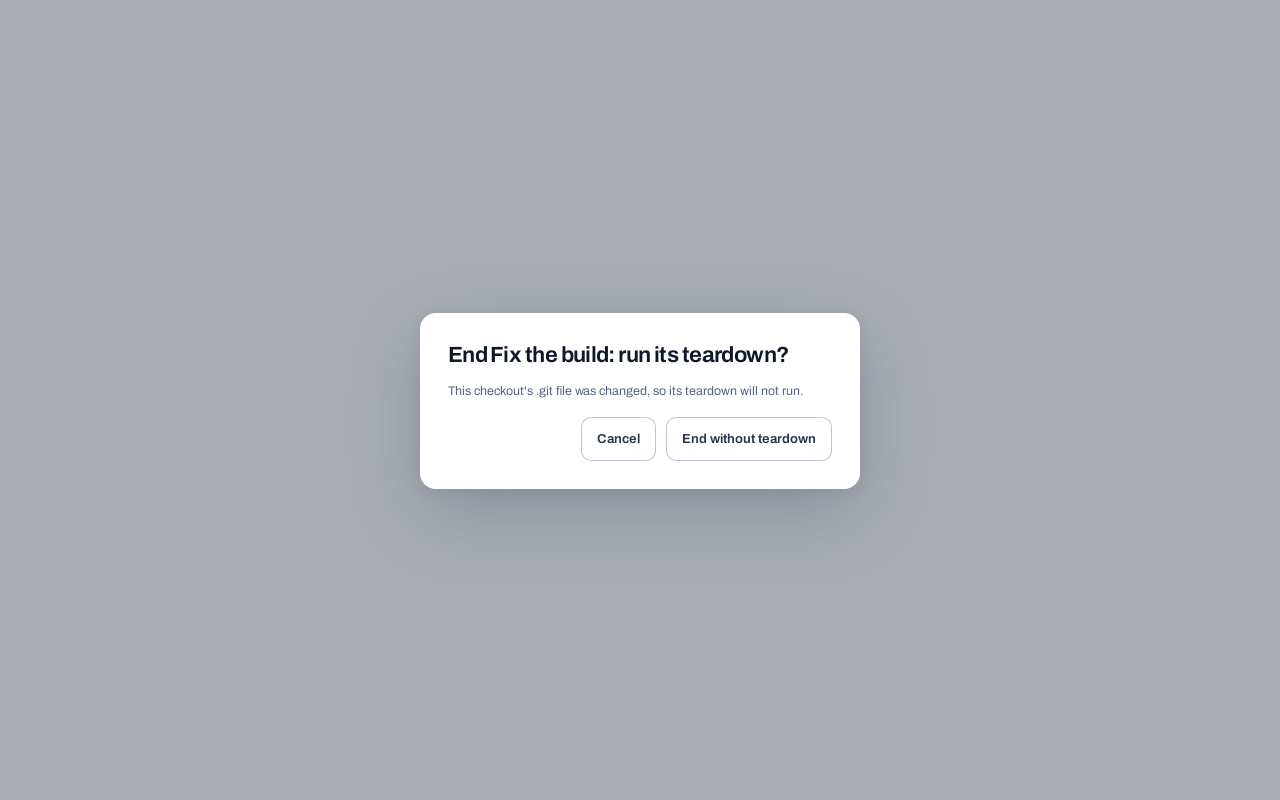 End Fix the build: run its teardown?
This checkout's .git file was changed, so its teardown will not run.
Cancel
End without teardown